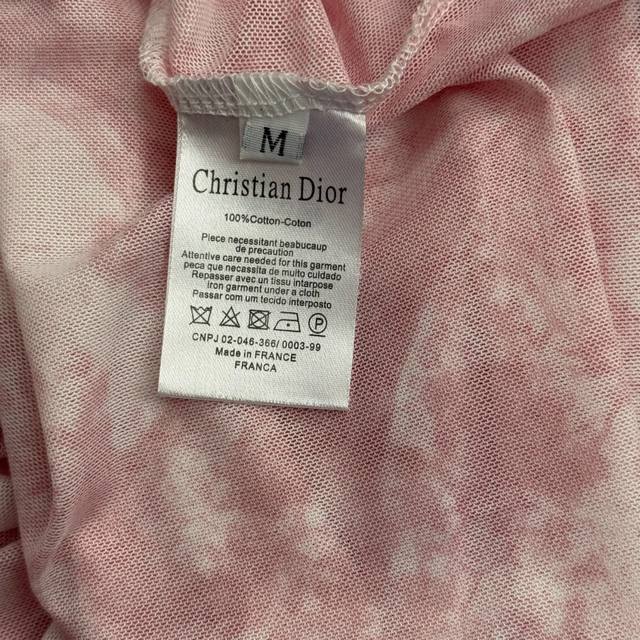 M
Christian Dior
100%Cotton-Coton
Piece necessitant beabucaup
de precaution
Attentive care needed for this garment
peca que necassita de muito cuidado
Repasser avec un tissu interpose
iron garment under a cloth
Passar com um tecido interposto
P
CNPJ 02-046-366/ 0003-99
Made in FRANCE
FRANCA